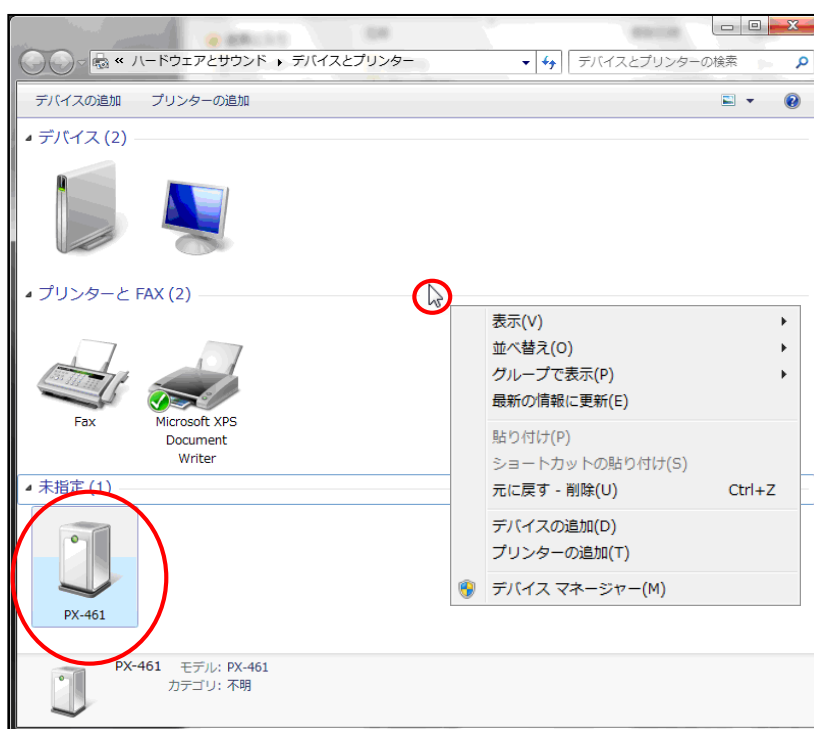 « ハードウェアとサウンド ▸ デバイスとプリンター
デバイスとプリンターの検索
デバイスの追加 プリンターの追加
デバイス (2)
プリンターと FAX (2)
表示(V)
並べ替え(O)
グループで表示(P)
最新の情報に更新(E)
貼り付け(P)
ショートカットの貼り付け(S)
元に戻す - 削除(U) Ctrl+Z
デバイスの追加(D)
プリンターの追加(T)
デバイス マネージャー(M)
Fax
Microsoft XPS
Document
Writer
未指定 (1)
PX-461
PX-461 モデル: PX-461
カテゴリ: 不明